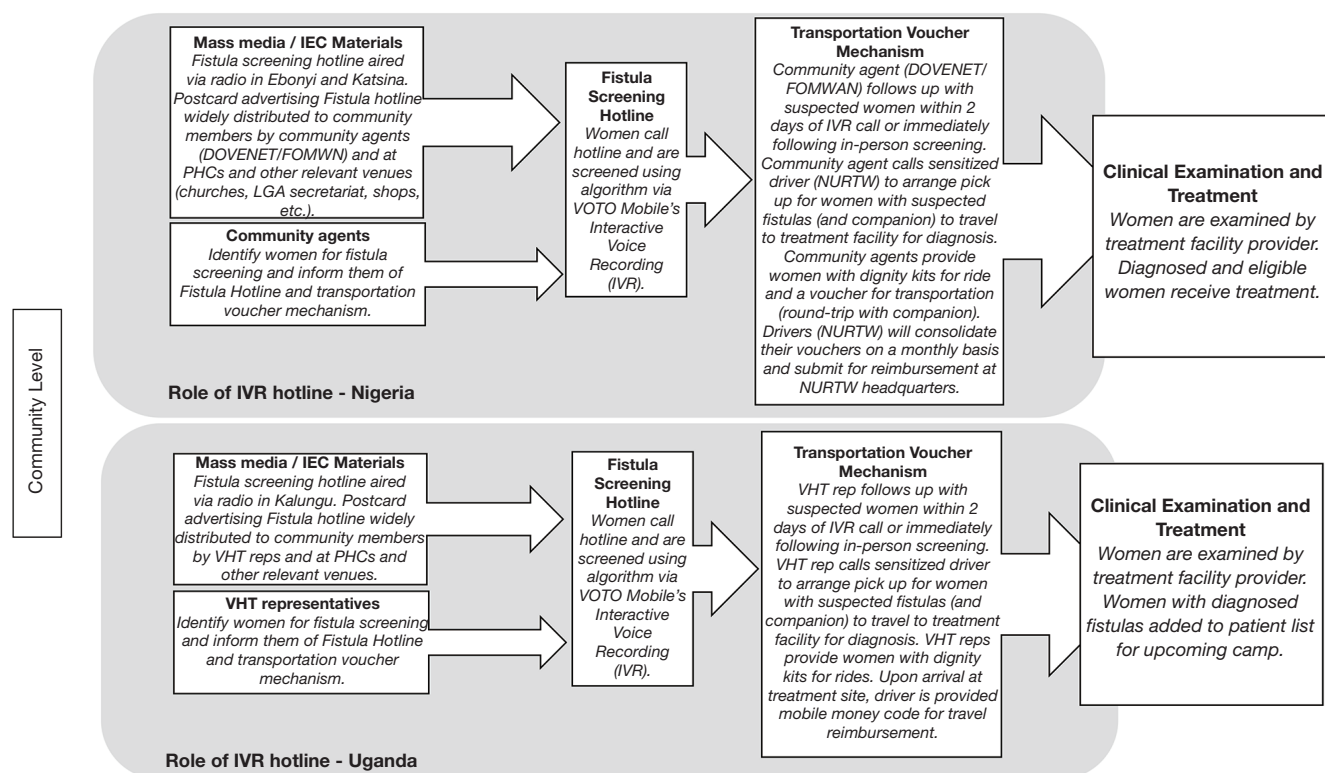 Community Level
Mass media / IEC Materials
Fistula screening hotline aired
via radio in Ebonyi and Katsina.
Postcard advertising Fistula hotline
widely distributed to community
members by community agents
(DOVENET/FOMWN) and at
PHCs and other relevant venues
(churches, LGA secretariat, shops,
etc.).
Community agents
Identify women for fistula
screening and inform them of
Fistula Hotline and transportation
voucher mechanism.
Fistula
Screening
Hotline
Women call
hotline and are
screened using
algorithm via
VOTO Mobile's
Interactive
Voice
Recording
(IVR).
Transportation Voucher
Mechanism
Community agent (DOVENET/
FOMWAN) follows up with
suspected women within 2
days of IVR call or immediately
following in-person screening.
Community agent calls sensitized
driver (NURTW) to arrange pick
up for women with suspected
fistulas (and companion) to travel
to treatment facility for diagnosis.
Community agents provide
women with dignity kits for ride
and a voucher for transportation
(round-trip with companion).
Drivers (NURTW) will consolidate
their vouchers on a monthly basis
and submit for reimbursement at
NURTW headquarters.
Clinical Examination and
Treatment
Women are examined by
treatment facility provider.
Diagnosed and eligible
women receive treatment.
Role of IVR hotline - Nigeria
Mass media / IEC Materials
Fistula screening hotline aired
via radio in Kalungu. Postcard
advertising Fistula hotline widely
distributed to community members
by VHT reps and at PHCs and
other relevant venues.
VHT representatives
Identify women for fistula screening
and inform them of Fistula Hotline
and transportation voucher
mechanism.
Fistula
Screening
Hotline
Women call
hotline and are
screened using
algorithm via
VOTO Mobile's
Interactive
Voice
Recording
(IVR).
Transportation Voucher
Mechanism
VHT rep follows up with
suspected women within 2
days of IVR call or immediately
following in-person screening.
VHT rep calls sensitized driver
to arrange pick up for women
with suspected fistulas (and
companion) to travel to treatment
facility for diagnosis. VHT reps
provide women with dignity
kits for rides. Upon arrival at
treatment site, driver is provided
mobile money code for travel
reimbursement.
Clinical Examination and
Treatment
Women are examined by
treatment facility provider.
Women with diagnosed
fistulas added to patient list
for upcoming camp.
Role of IVR hotline - Uganda